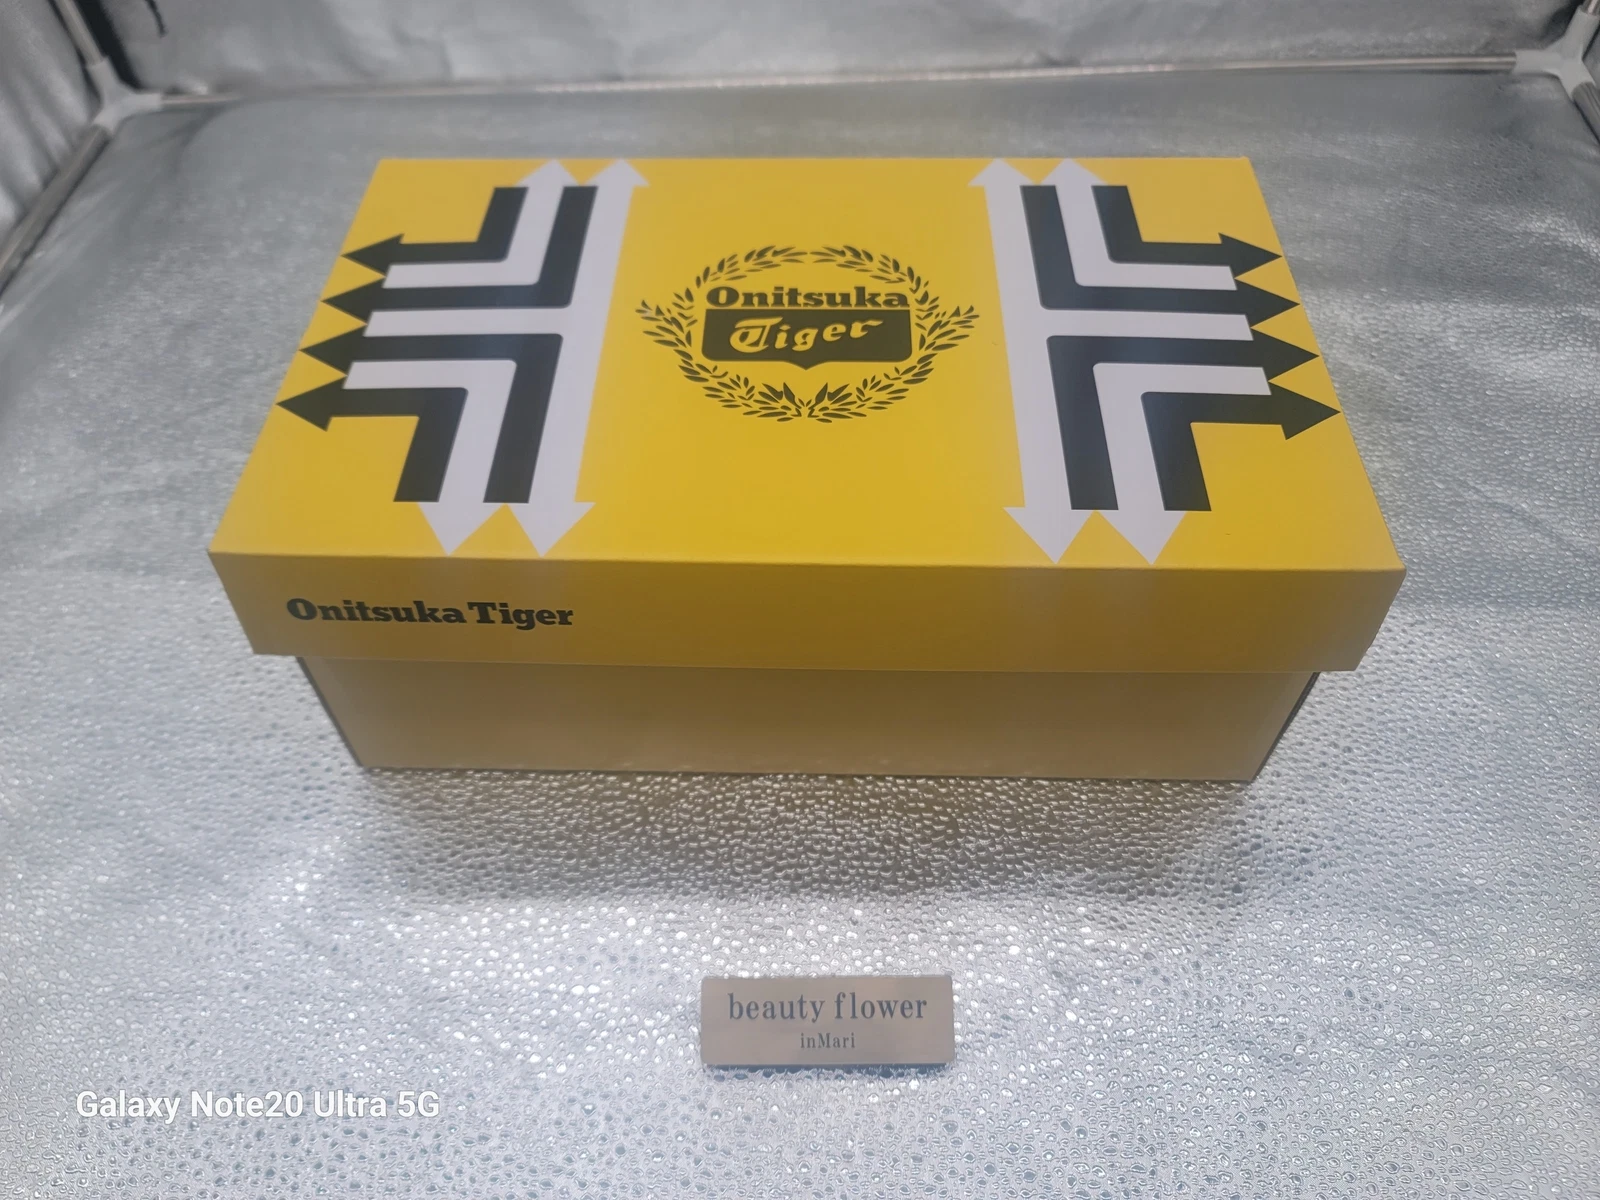 Onitsuka
Tiger
Onitsuka Tiger
beauty flower
inMari
Galaxy Note20 Ultra 5G